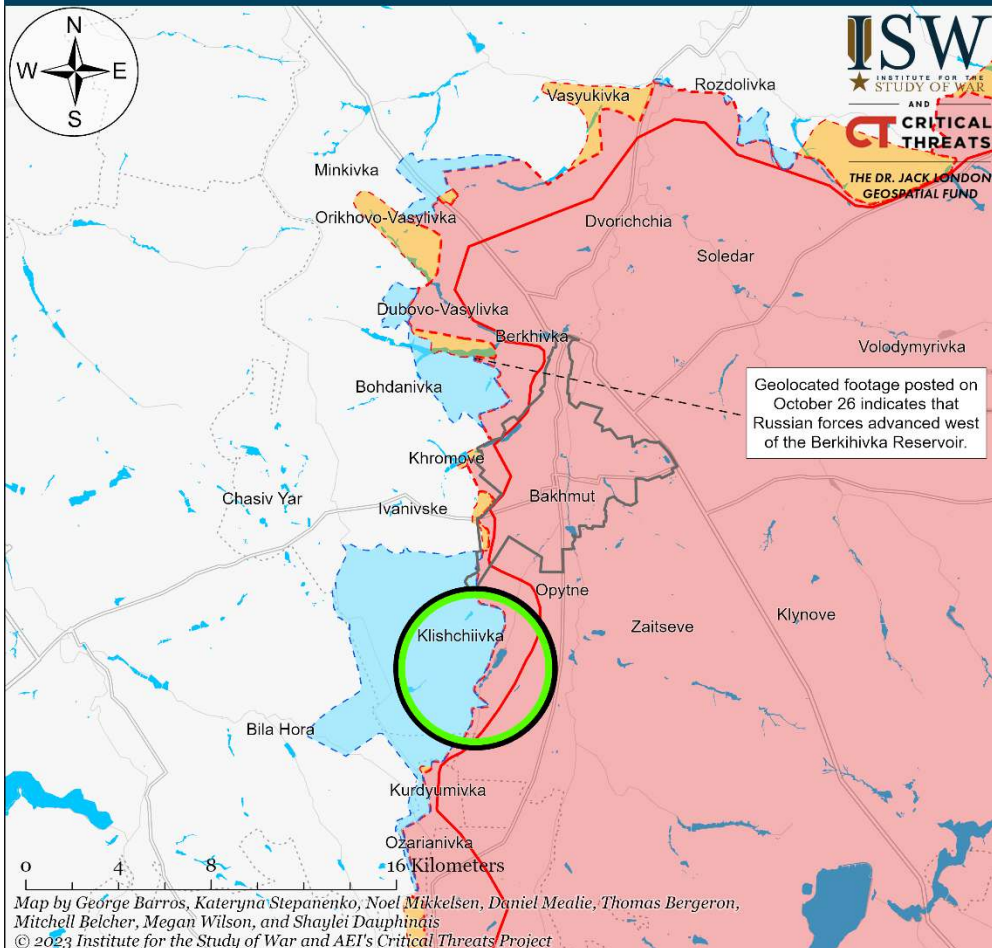 N
W
E
S
ISW
INSTITUTE FOR THE
STUDY OF WAR
AND
CT CRITICAL
THREATS
THE DR. JACK LONDON
GEOSPATIAL FUND
Vasyukivka
Rozdolivka
Minkivka
Orikhovo-Vasylivka
Dvorichchia
Soledar
Dubovo-Vasylivka
Berkhivka
Volodymyrivka
Bohdanivka
Geolocated footage posted on
October 26 indicates that
Russian forces advanced west
of the Berkihivka Reservoir.
Khromove
Chasiv Yar
Ivanivske
Bakhmut
Opytne
Klishchiivka
Zaitseve
Klynove
Bila Hora
Kurdyumivka
Ozarianivka
0 4 8 16 Kilometers
Map by George Barros, Kateryna Stepanenko, Noel Mikkelsen, Daniel Mealie, Thomas Bergeron,
Mitchell Belcher, Megan Wilson, and Shaylei Dauphinais
© 2023 Institute for the Study of War and AEI's Critical Threats Project